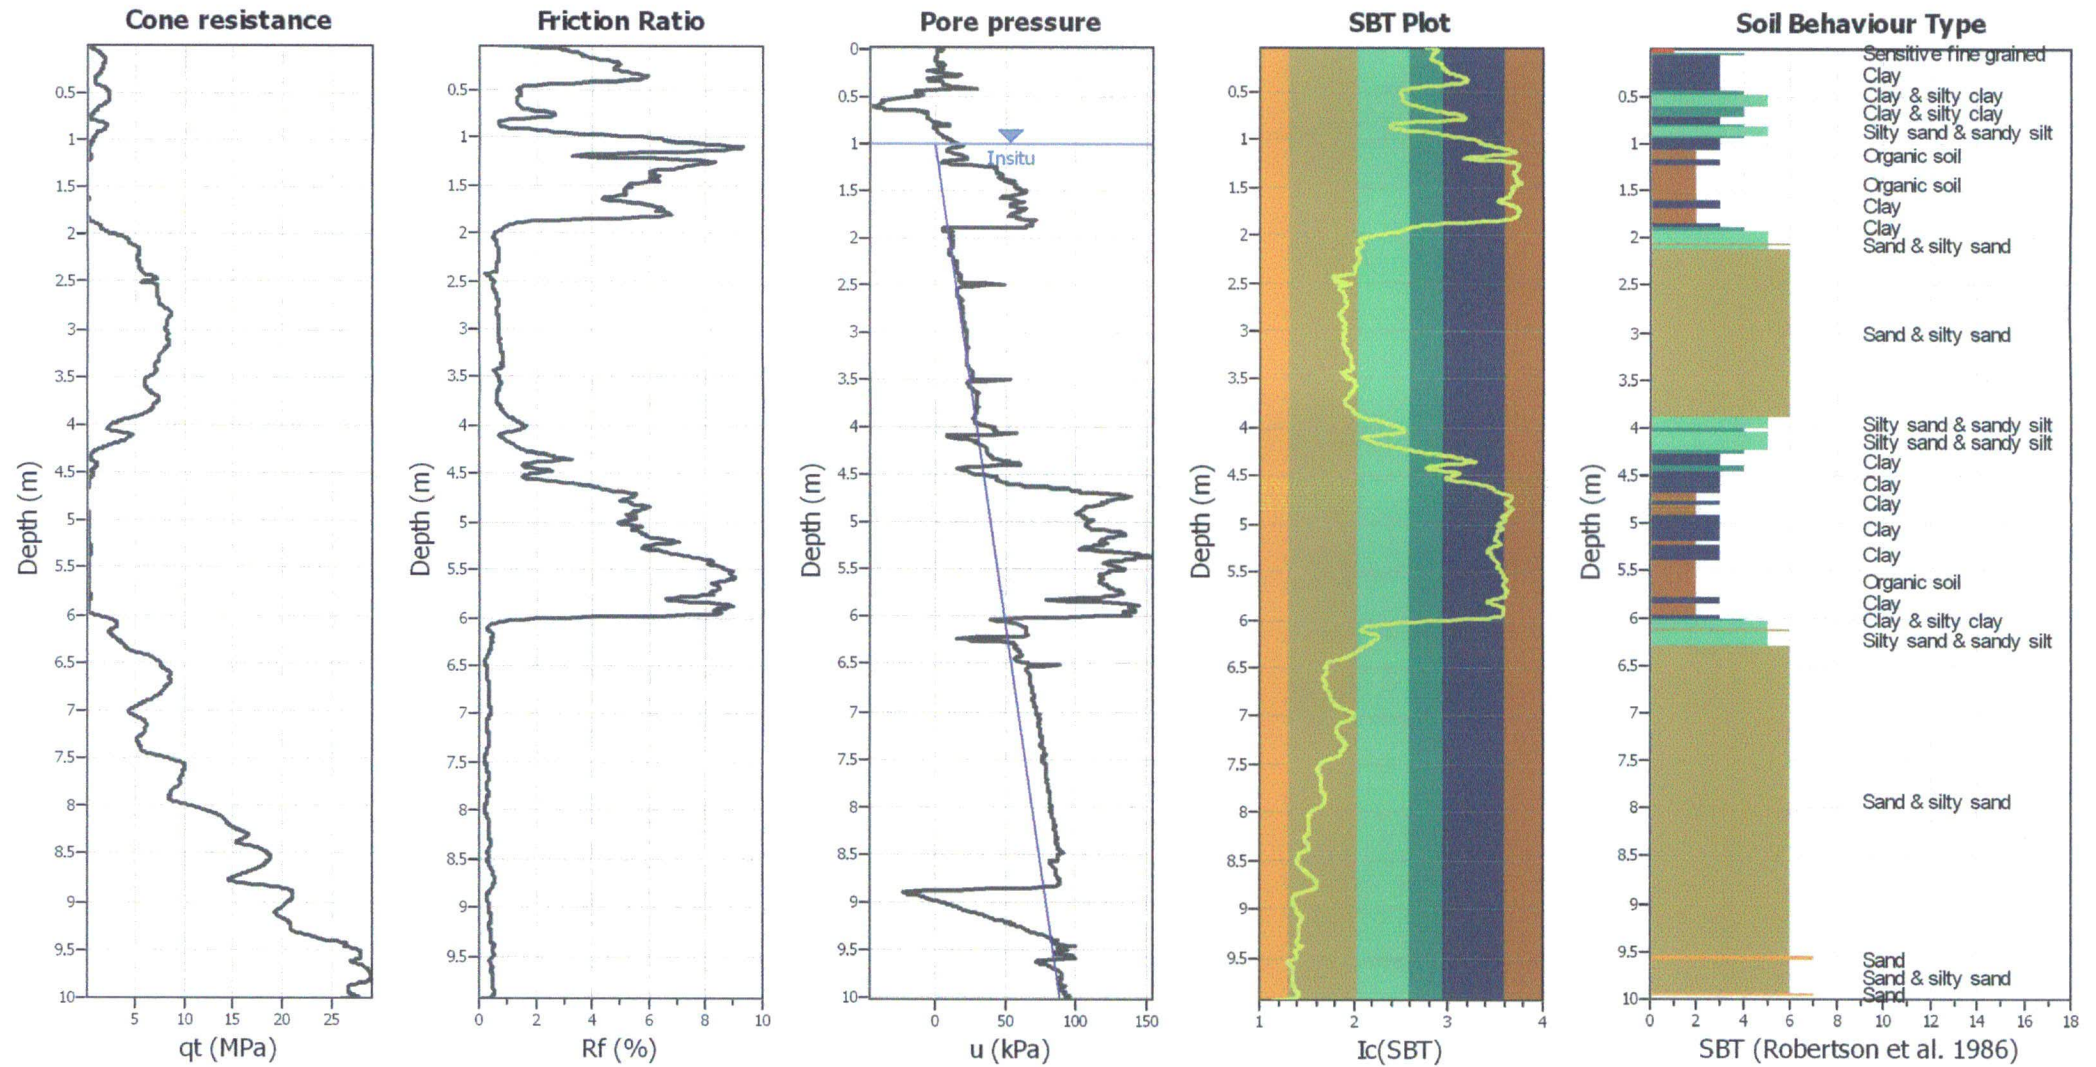 Cone resistance
Depth (m)
0.5
1
1.5
2
2.5
3
3.5
4
4.5
5
5.5
6
6.5
7
7.5
8
8.5
9
9.5
10
5 10 15 20 25
qt (MPa)
Friction Ratio
Depth (m)
0.5
1
1.5
2
2.5
3
3.5
4
4.5
5
5.5
6
6.5
7
7.5
8
8.5
9
9.5
0 2 4 6 8 10
Rf (%)
Pore pressure
Depth (m)
0
0.5
1
1.5
2
2.5
3
3.5
4
4.5
5
5.5
6
6.5
7
7.5
8
8.5
9
9.5
10
Insitu
0 50 100 150
u (kPa)
SBT Plot
Depth (m)
0.5
1
1.5
2
2.5
3
3.5
4
4.5
5
5.5
6
6.5
7
7.5
8
8.5
9
9.5
1 2 3 4
Ic(SBT)
Soil Behaviour Type
Depth (m)
0.5
1
1.5
2
2.5
3
3.5
4
4.5
5
5.5
6
6.5
7
7.5
8
8.5
9
9.5
10
Sensitive fine grained
Clay
Clay & silty clay
Clay & silty clay
Silty sand & sandy silt
Organic soil
Organic soil
Clay
Clay
Sand & silty sand
Sand & silty sand
Silty sand & sandy silt
Silty sand & sandy silt
Clay
Clay
Clay
Clay
Clay
Organic soil
Clay
Clay & silty clay
Silty sand & sandy silt
Sand & silty sand
Sand
Sand & silty sand
Sand
0 2 4 6 8 10 12 14 16 18
SBT (Robertson et al. 1986)